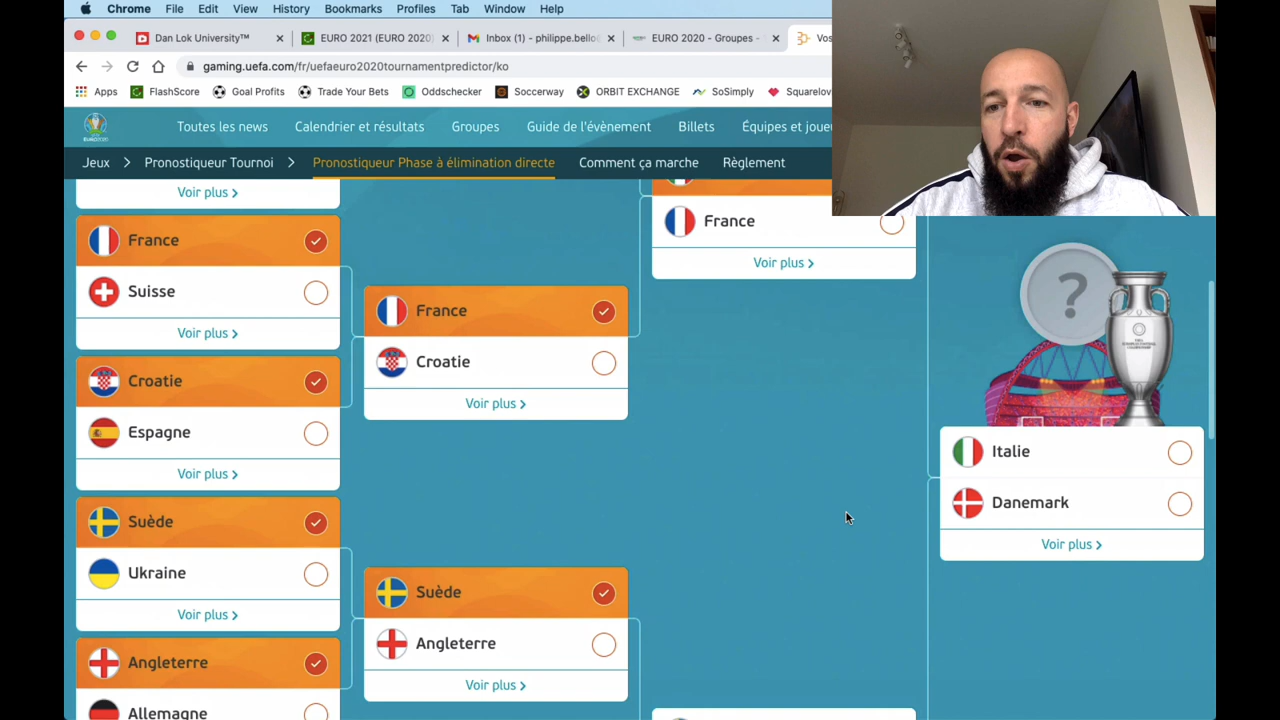 Chrome File Edit View History Bookmarks Profiles Tab Window Help
Dan Lok University™ EURO 2021 (EURO 2020) Inbox (1) - philippe.bello EURO 2020 - Groupes - Vos
gaming.uefa.com/fr/uefaeuro2020tournamentpredictor/ko
Apps FlashScore Goal Profits Trade Your Bets Oddschecker Soccerway ORBIT EXCHANGE SoSimply Squarelov
Toutes les news Calendrier et résultats Groupes Guide de l'évènement Billets Équipes et joue
Jeux Pronostiqueur Tournoi Pronostiqueur Phase à élimination directe Comment ça marche Règlement
Voir plus
France
Suisse
Voir plus
Croatie
Espagne
Voir plus
Suède
Ukraine
Voir plus
Angleterre
Allemagne
France
Croatie
Voir plus
Suède
Angleterre
Voir plus
France
Voir plus
?
Italie
Danemark
Voir plus